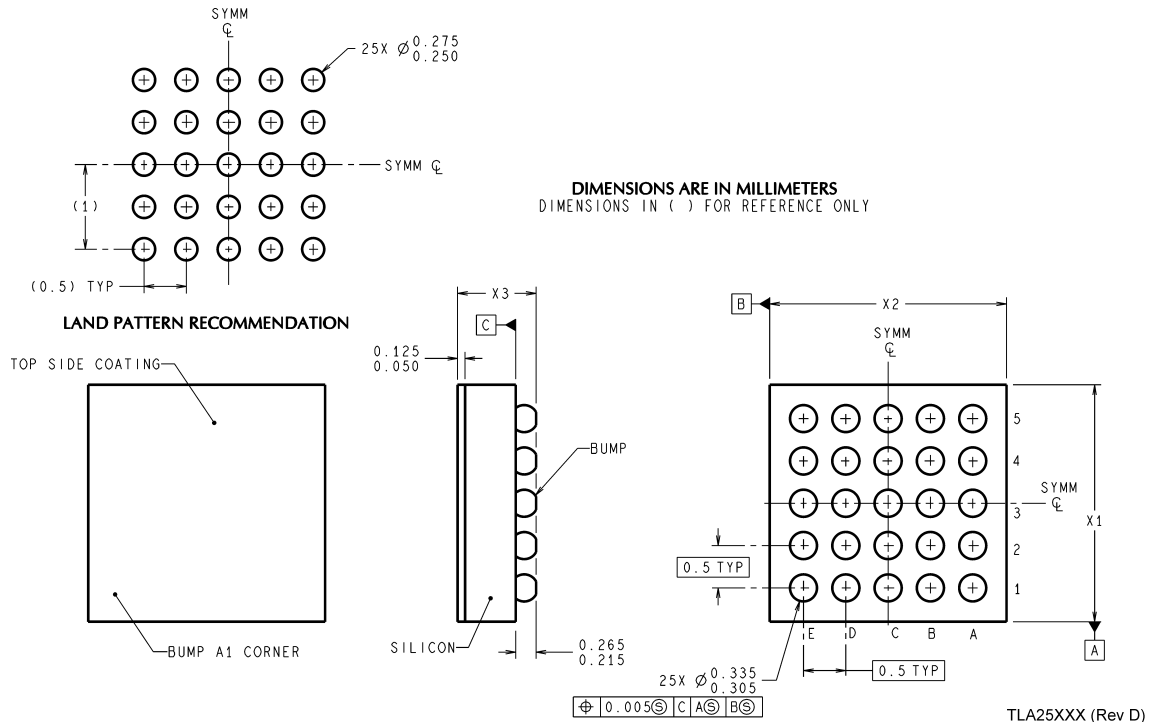 SYMM
℄
25X Ø 0.275
0.250
SYMM ℄
(1)
(0.5) TYP
LAND PATTERN RECOMMENDATION
DIMENSIONS ARE IN MILLIMETERS
DIMENSIONS IN ( ) FOR REFERENCE ONLY
TOP SIDE COATING
BUMP A1 CORNER
X3
C
0.125
0.050
BUMP
SILICON
0.265
0.215
B
X2
SYMM
℄
5
4
3
2
1
SYMM
℄
X1
0.5 TYP
E D C B A
A
0.5 TYP
25X Ø 0.335
0.305
⌖ 0.005Ⓢ C AⓈ BⓈ
TLA25XXX (Rev D)